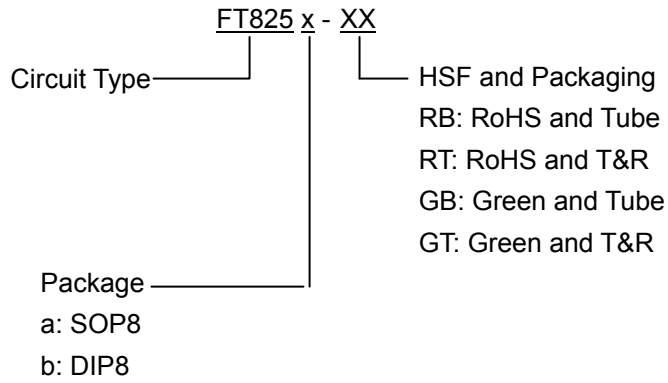 FT825 x - XX
Circuit Type
HSF and Packaging
RB: RoHS and Tube
RT: RoHS and T&R
GB: Green and Tube
GT: Green and T&R
Package
a: SOP8
b: DIP8